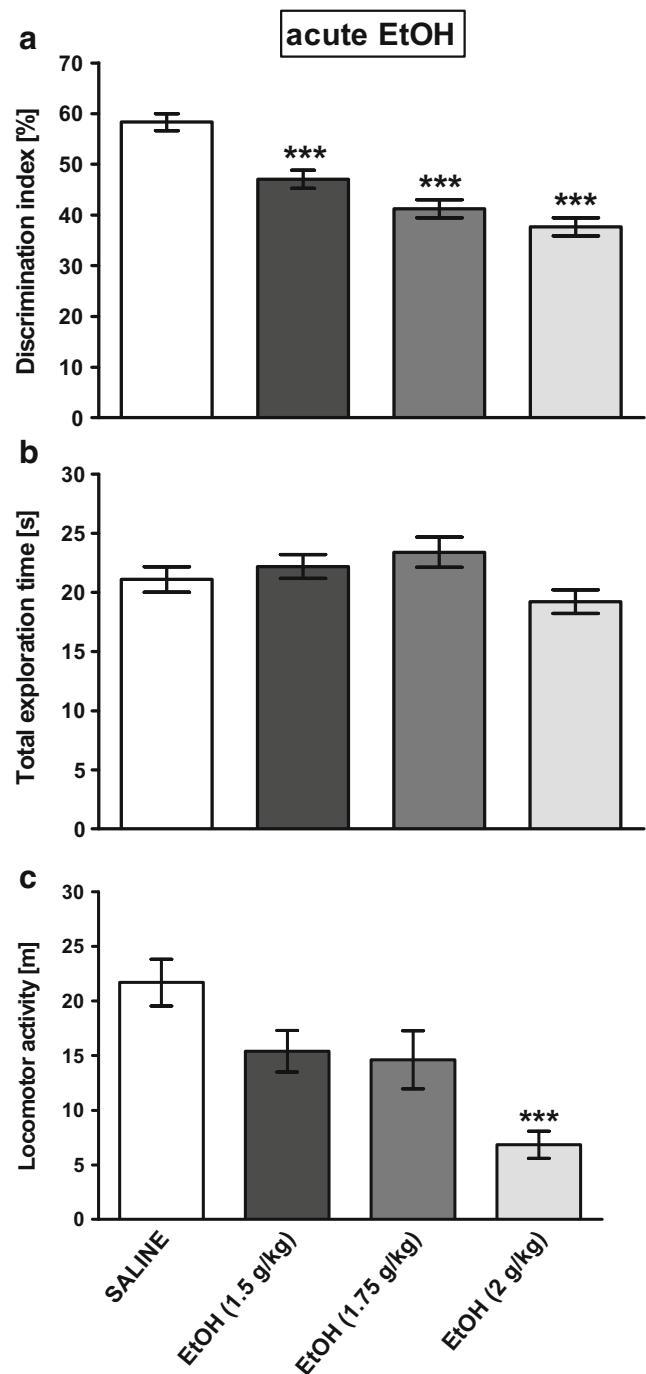 acute EtOH
a
Discrimination index [%]
70
60
50
40
30
20
10
0
***
***
***
b
Total exploration time [s]
30
25
20
15
10
5
0
c
Locomotor activity [m]
30
25
20
15
10
5
0
***
SALINE
EtOH (1.5 g/kg)
EtOH (1.75 g/kg)
EtOH (2 g/kg)